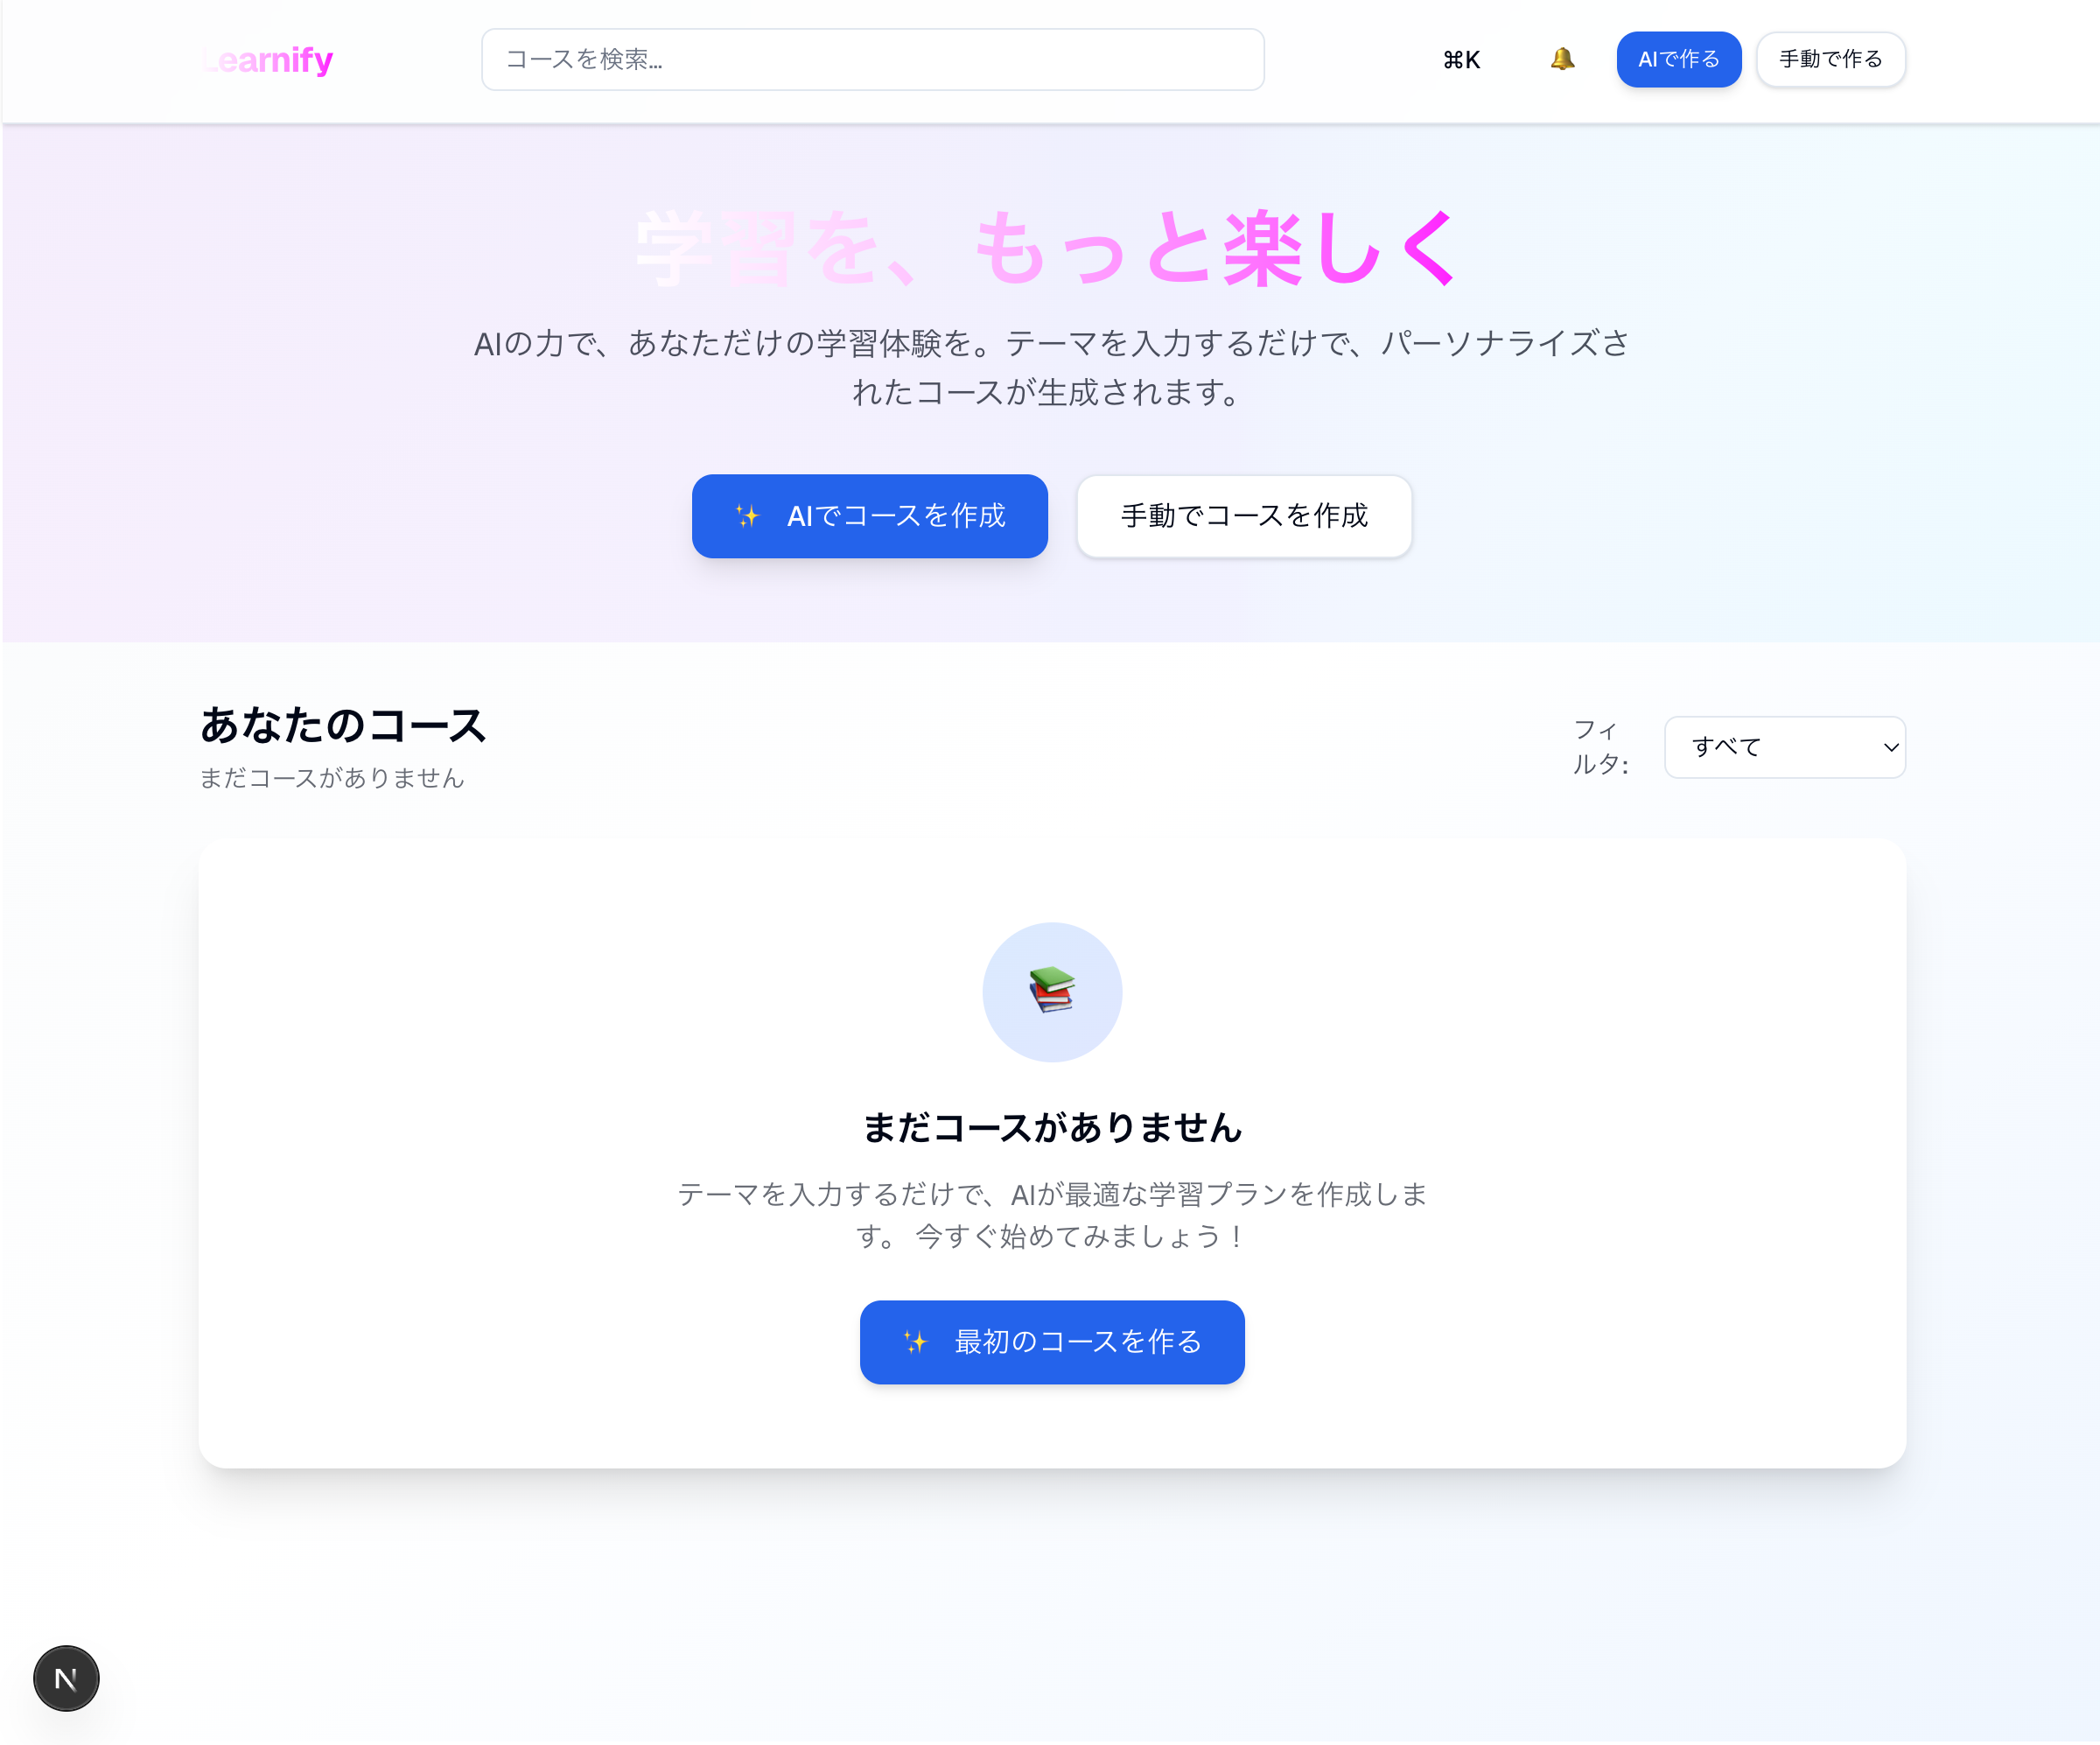 Learnify
コースを検索...
⌘K
AIで作る
手動で作る
学習を、もっと楽しく
AIの力で、あなただけの学習体験を。テーマを入力するだけで、パーソナライズさ
れたコースが生成されます。
✨ AIでコースを作成
手動でコースを作成
あなたのコース
まだコースがありません
フィ
ルタ:
すべて
まだコースがありません
テーマを入力するだけで、AIが最適な学習プランを作成しま
す。 今すぐ始めてみましょう！
✨ 最初のコースを作る
N